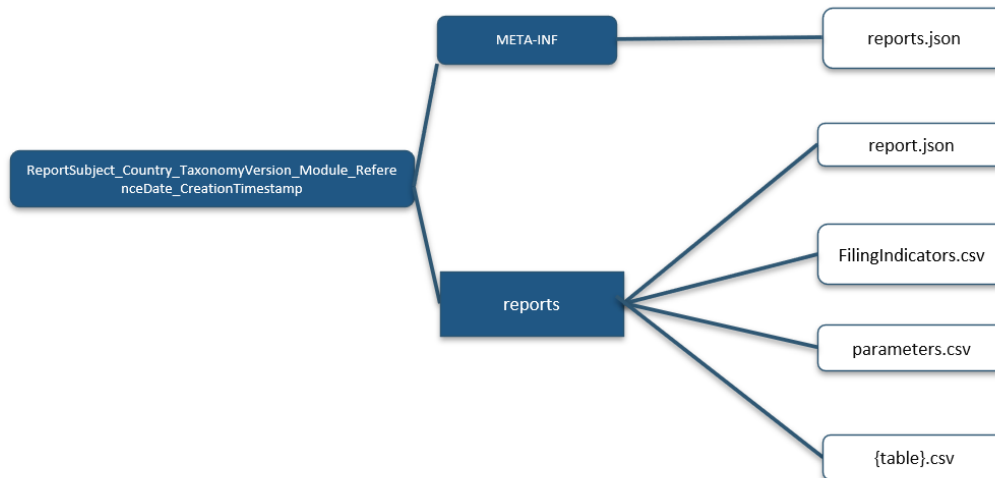 META-INF
reports.json
report.json
ReportSubject_Country_TaxonomyVersion_Module_Refere
nceDate_CreationTimestamp
FilingIndicators.csv
reports
parameters.csv
{table}.csv